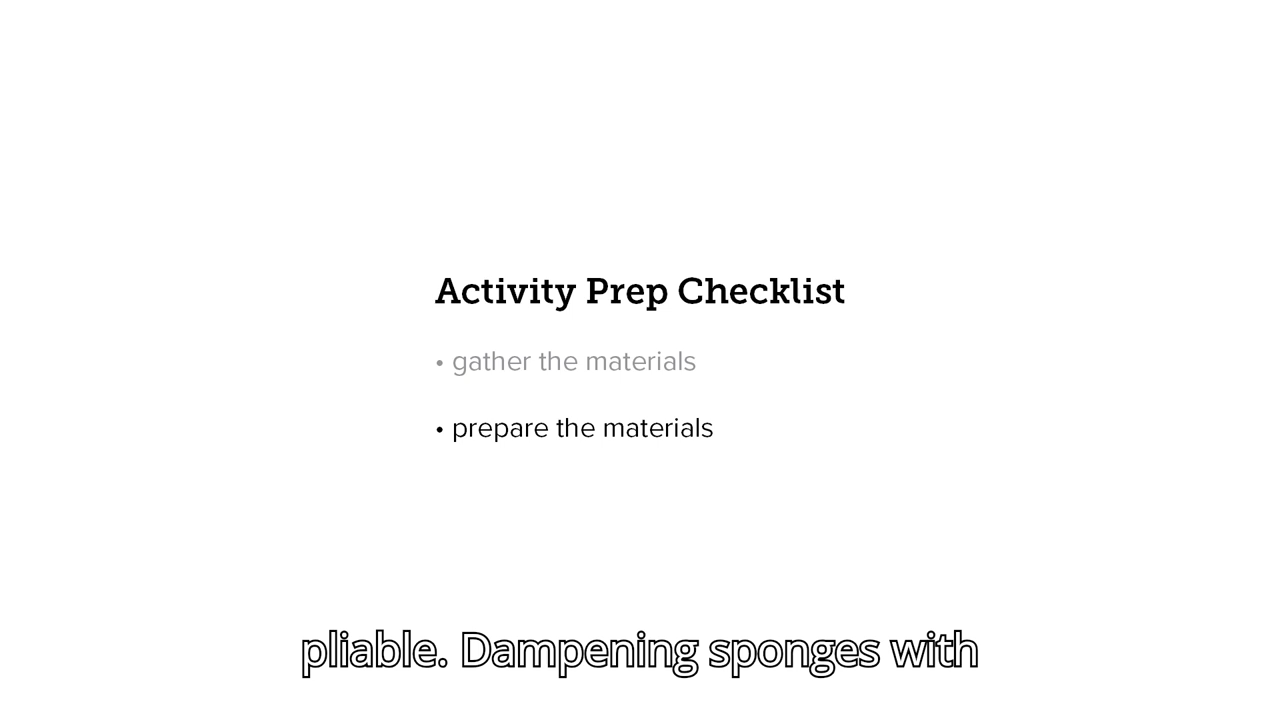 Activity Prep Checklist
• gather the materials
• prepare the materials
pliable. Dampening sponges with